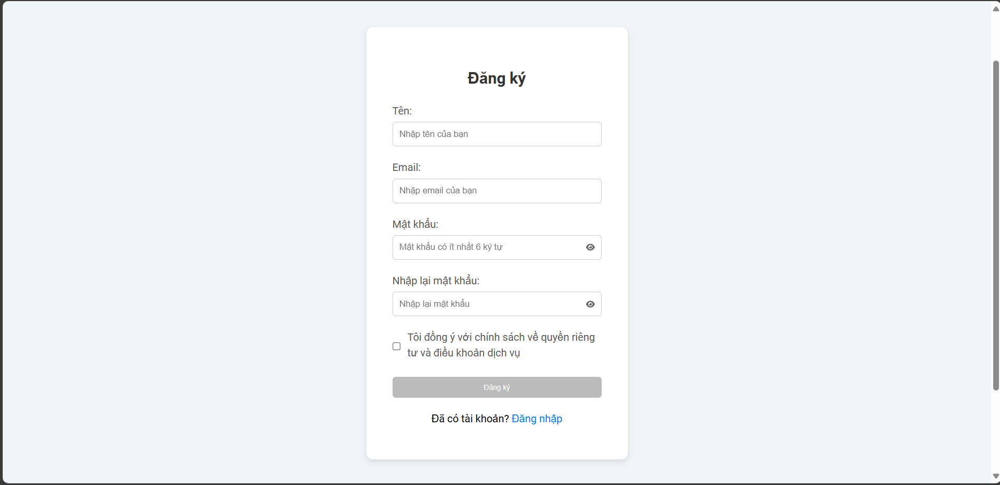 Đăng ký
Tên:
Nhập tên của bạn
Email:
Nhập email của bạn
Mật khẩu:
Mật khẩu có ít nhất 6 ký tự
Nhập lại mật khẩu:
Nhập lại mật khẩu
Tôi đồng ý với chính sách về quyền riêng
tư và điều khoản dịch vụ
Đăng ký
Đã có tài khoản? Đăng nhập